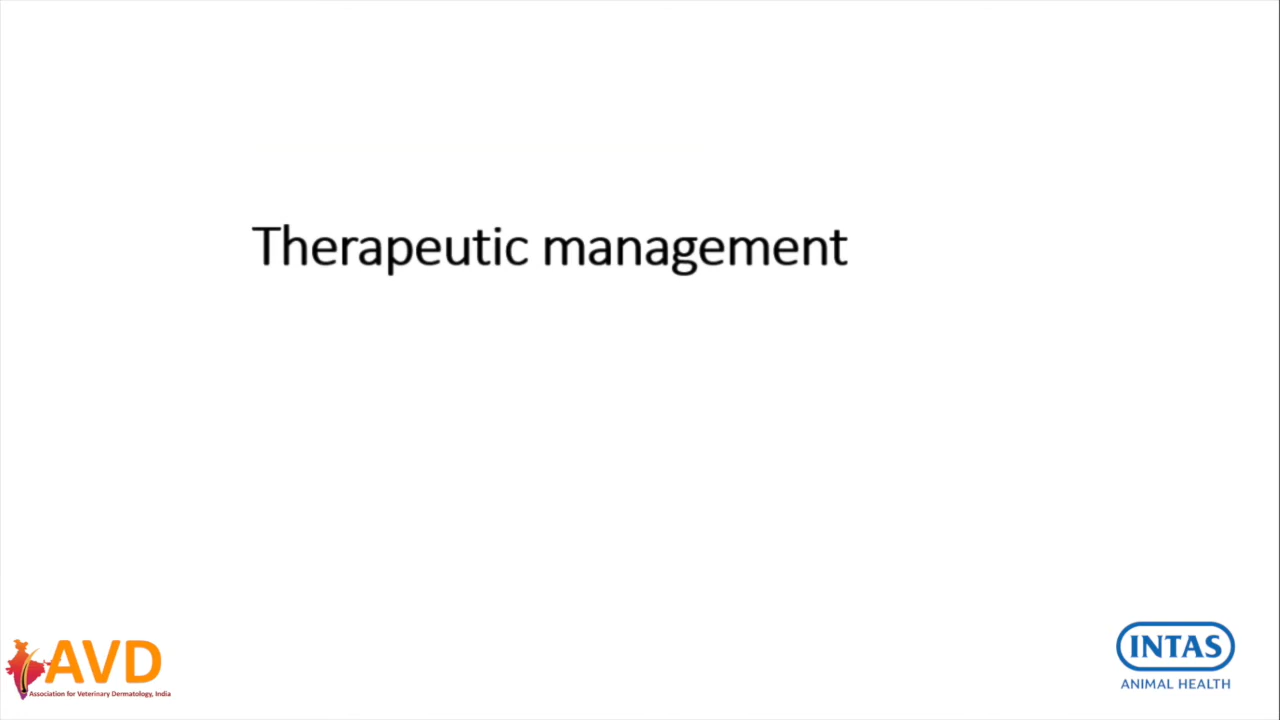 Therapeutic management
AVD
Association for Veterinary Dermatology, India
INTAS
ANIMAL HEALTH